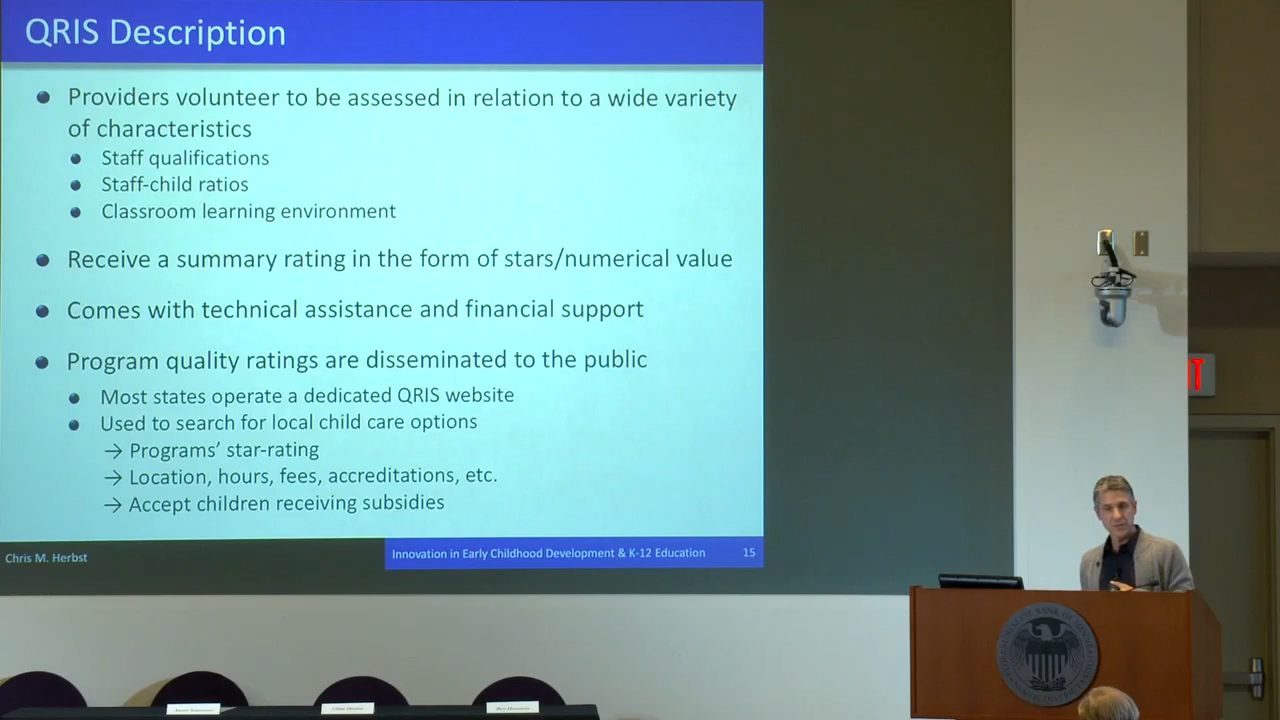 QRIS Description
Providers volunteer to be assessed in relation to a wide variety
of characteristics
Staff qualifications
Staff-child ratios
Classroom learning environment
Receive a summary rating in the form of stars/numerical value
Comes with technical assistance and financial support
Program quality ratings are disseminated to the public
Most states operate a dedicated QRIS website
Used to search for local child care options
→ Programs' star-rating
→ Location, hours, fees, accreditations, etc.
→ Accept children receiving subsidies
Chris M. Herbst
Innovation in Early Childhood Development & K-12 Education 15
IT